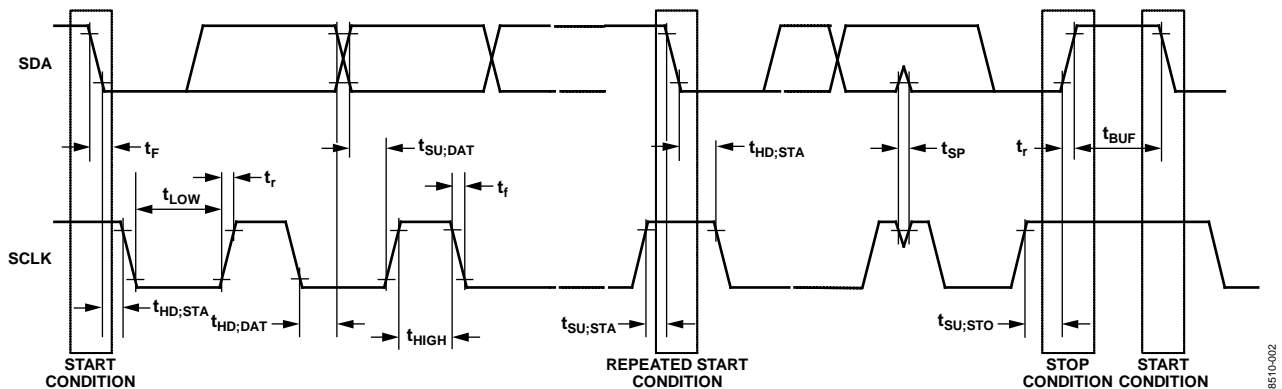 SDA
tF
tSU;DAT
tHD;STA
tSP
tr
tBUF
tLOW
tr
tf
SCLK
tHD;STA
tHD;DAT
tHIGH
tSU;STA
tSU;STO
START
CONDITION
REPEATED START
CONDITION
STOP
CONDITION
START
CONDITION
8510-002